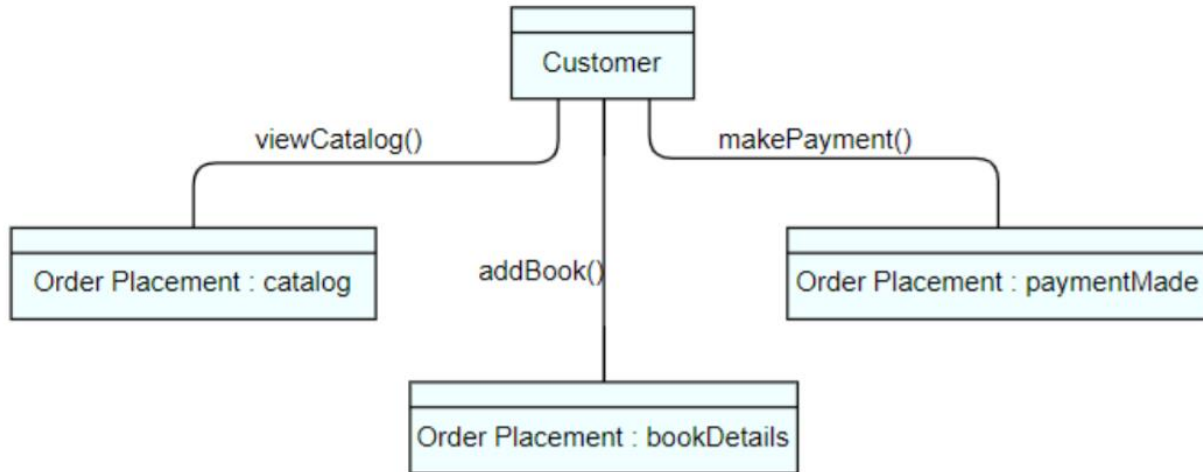 Customer
viewCatalog()
makePayment()
addBook()
Order Placement : catalog
Order Placement : paymentMade
Order Placement : bookDetails